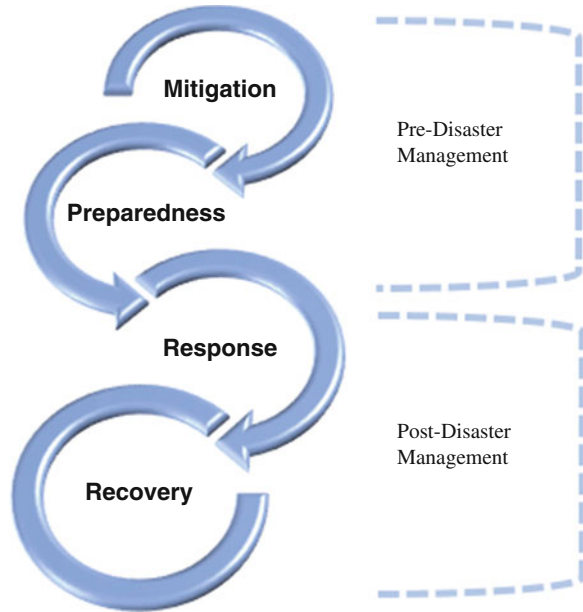 Mitigation
Pre-Disaster
Management
Preparedness
Response
Post-Disaster
Management
Recovery